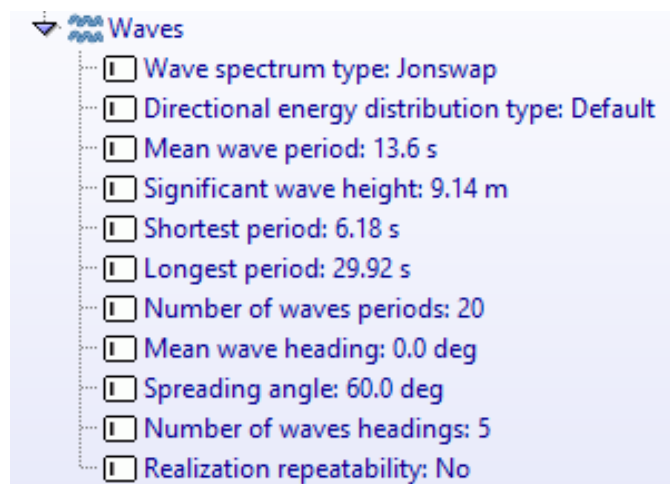 Waves
Wave spectrum type: Jonswap
Directional energy distribution type: Default
Mean wave period: 13.6 s
Significant wave height: 9.14 m
Shortest period: 6.18 s
Longest period: 29.92 s
Number of waves periods: 20
Mean wave heading: 0.0 deg
Spreading angle: 60.0 deg
Number of waves headings: 5
Realization repeatability: No